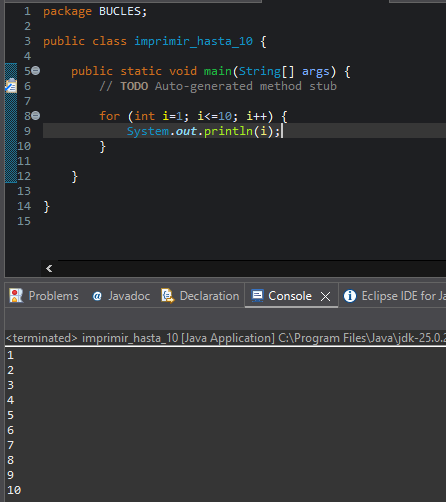 1 package BUCLES;
2
3 public class imprimir_hasta_10 {
4
5 public static void main(String[] args) {
6 // TODO Auto-generated method stub
7
8 for (int i=1; i<=10; i++) {
9 System.out.println(i);
10 }
11
12 }
13
14 }
15
Problems @ Javadoc Declaration Console Eclipse IDE for Ja
<terminated> imprimir_hasta_10 [Java Application] C:\Program Files\Java\jdk-25.0.2
1
2
3
4
5
6
7
8
9
10